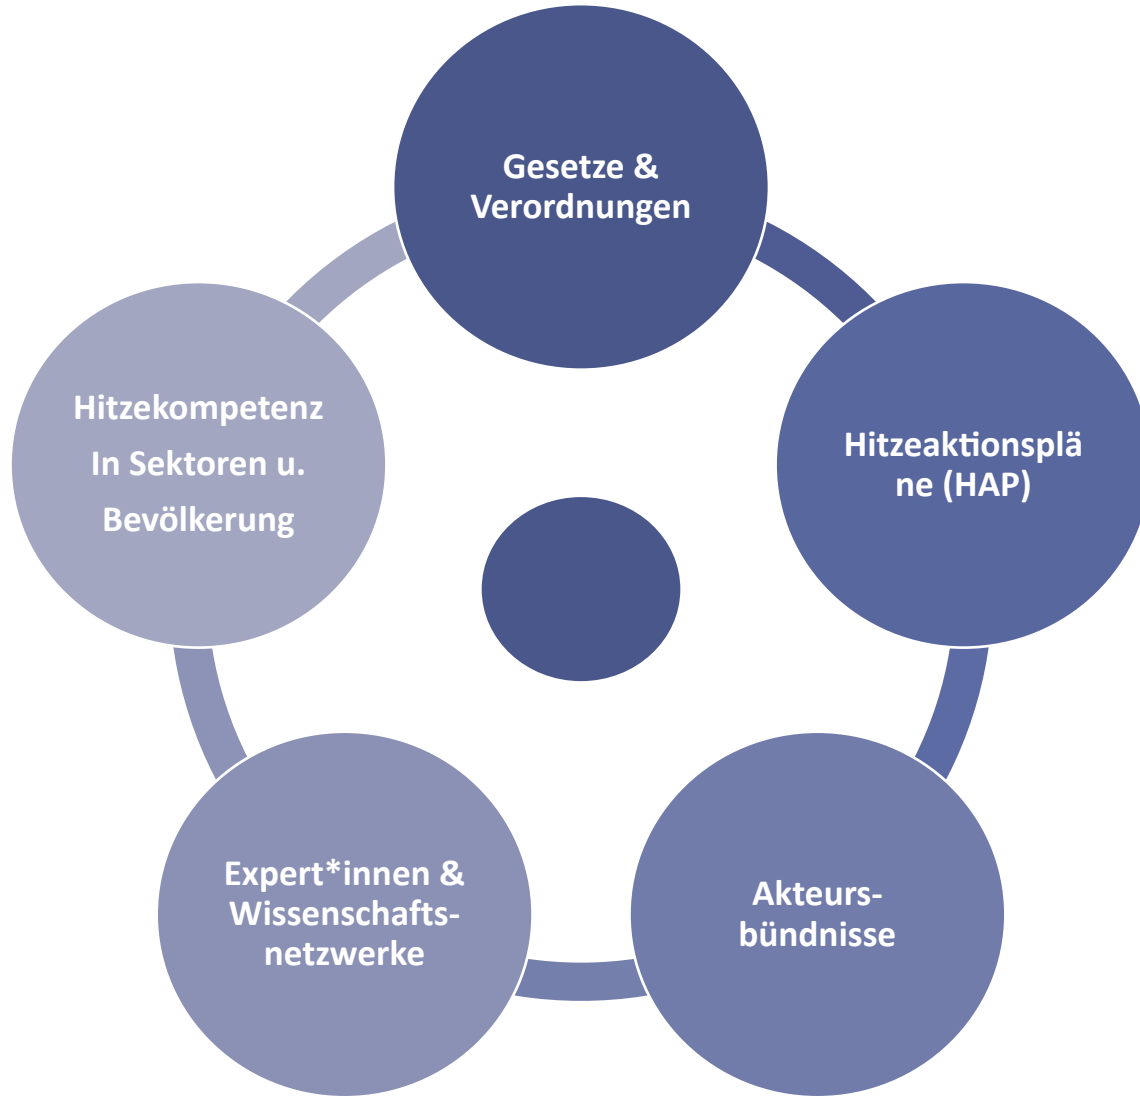 Gesetze &
Verordnungen
Hitzeaktionsplä
ne (HAP)
Akteurs-
bündnisse
Expert*innen &
Wissenschafts-
netzwerke
Hitzekompetenz
In Sektoren u.
Bevölkerung